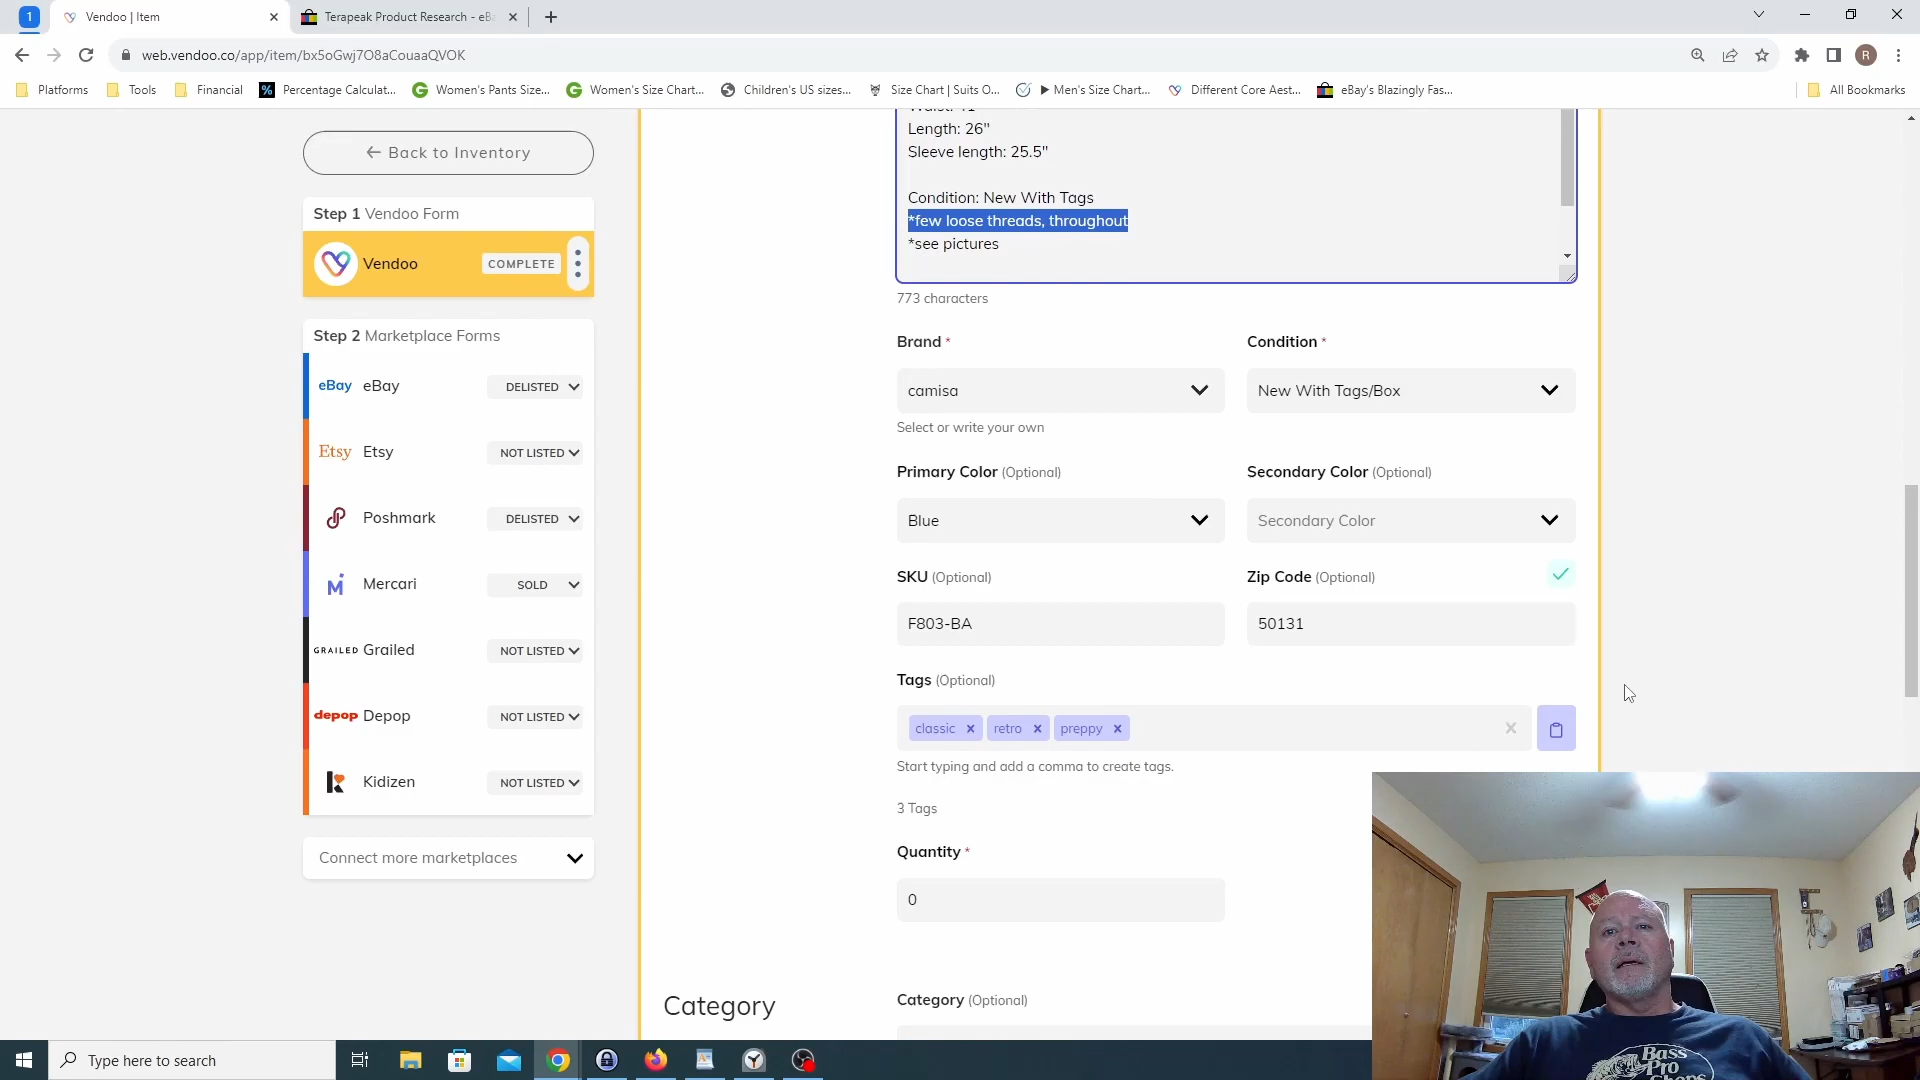 1
Vendoo | Item
Terapeak Product Research - eB
web.vendoo.co/app/item/bx5oGwj7O8aCouaaQVOK
R
Platforms
Tools
Financial
%
Percentage Calculat...
Women's Pants Size...
Women's Size Chart...
Children's US sizes...
Size Chart | Suits O...
▶ Men's Size Chart...
Different Core Aest...
eBay's Blazingly Fas...
All Bookmarks
← Back to Inventory
Step 1 Vendoo Form
Vendoo
COMPLETE
Step 2 Marketplace Forms
eBay eBay DELISTED
Etsy Etsy NOT LISTED
Poshmark DELISTED
Mercari SOLD
GRAILED Grailed NOT LISTED
depop Depop NOT LISTED
Kidizen NOT LISTED
Connect more marketplaces
Length: 26"
Sleeve length: 25.5"
Condition: New With Tags
*few loose threads, throughout
*see pictures
773 characters
Brand *
Condition *
camisa
New With Tags/Box
Select or write your own
Primary Color (Optional)
Secondary Color (Optional)
Blue
Secondary Color
SKU (Optional)
Zip Code (Optional)
F803-BA
50131
Tags (Optional)
classic × retro × preppy ×
Start typing and add a comma to create tags.
3 Tags
Quantity *
0
Category
Category (Optional)
Bass
Pro
Shops
Type here to search